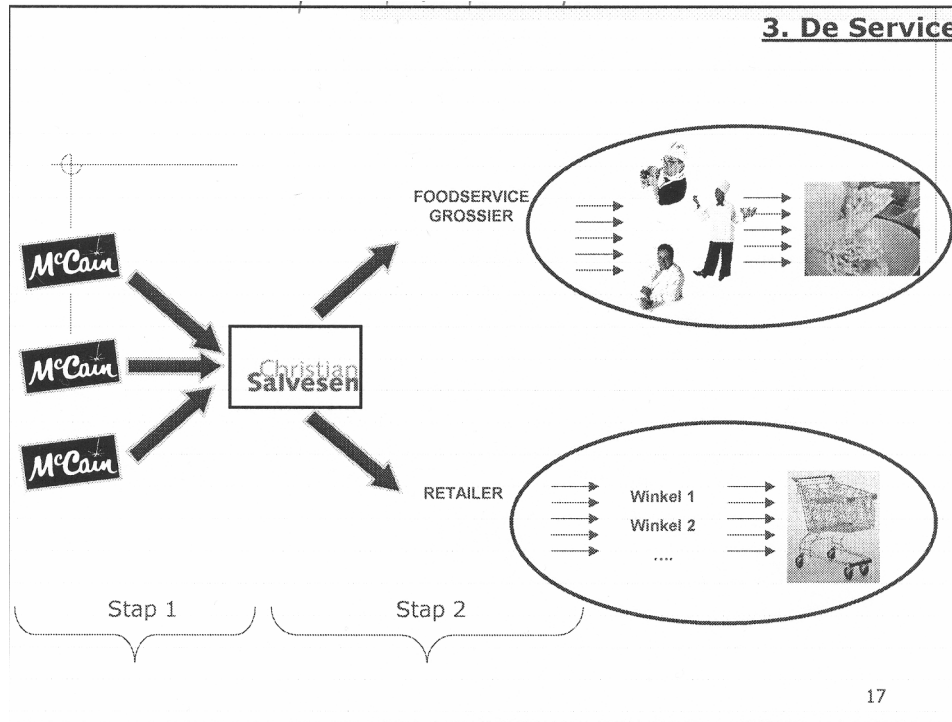 3. De Service
FOODSERVICE
GROSSIER
McCain
McCain
McCain
Christian
Salvesen
RETAILER
Winkel 1
Winkel 2
....
Stap 1
Stap 2
17